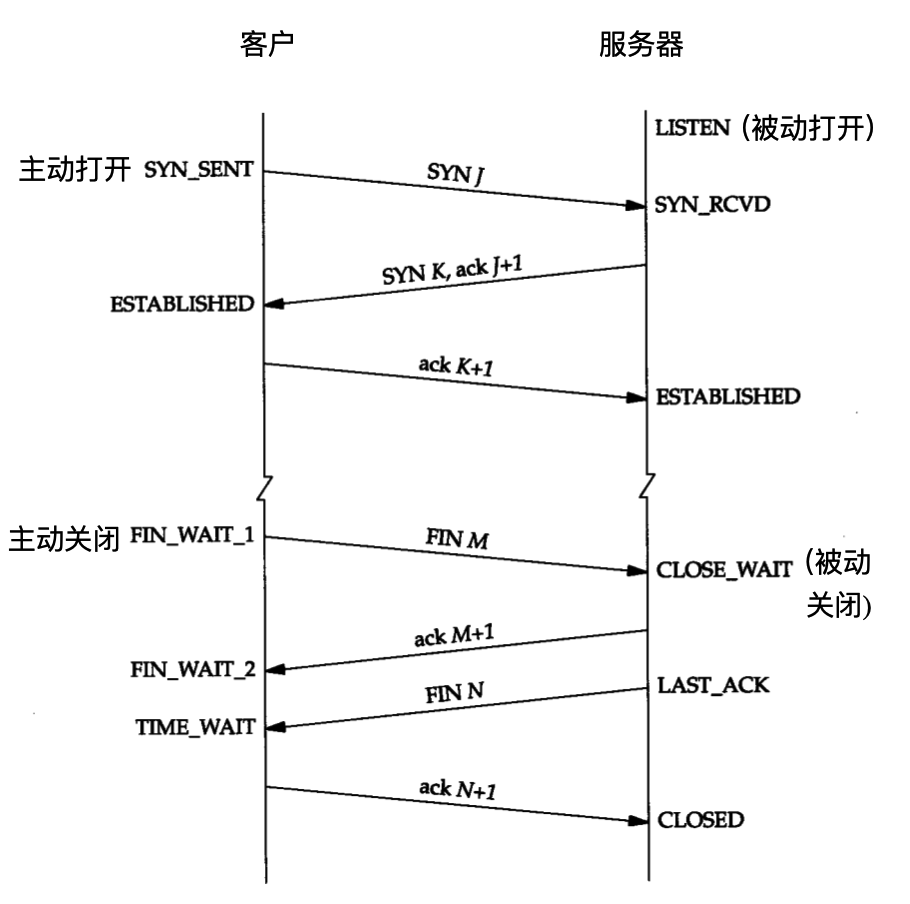 客户 服务器
LISTEN (被动打开)
主动打开 SYN_SENT
SYN J
SYN_RCVD
SYN K, ack J+1
ESTABLISHED
ack K+1
ESTABLISHED
主动关闭 FIN_WAIT_1
FIN M
CLOSE_WAIT (被动
关闭)
ack M+1
FIN_WAIT_2
FIN N
LAST_ACK
TIME_WAIT
ack N+1
CLOSED